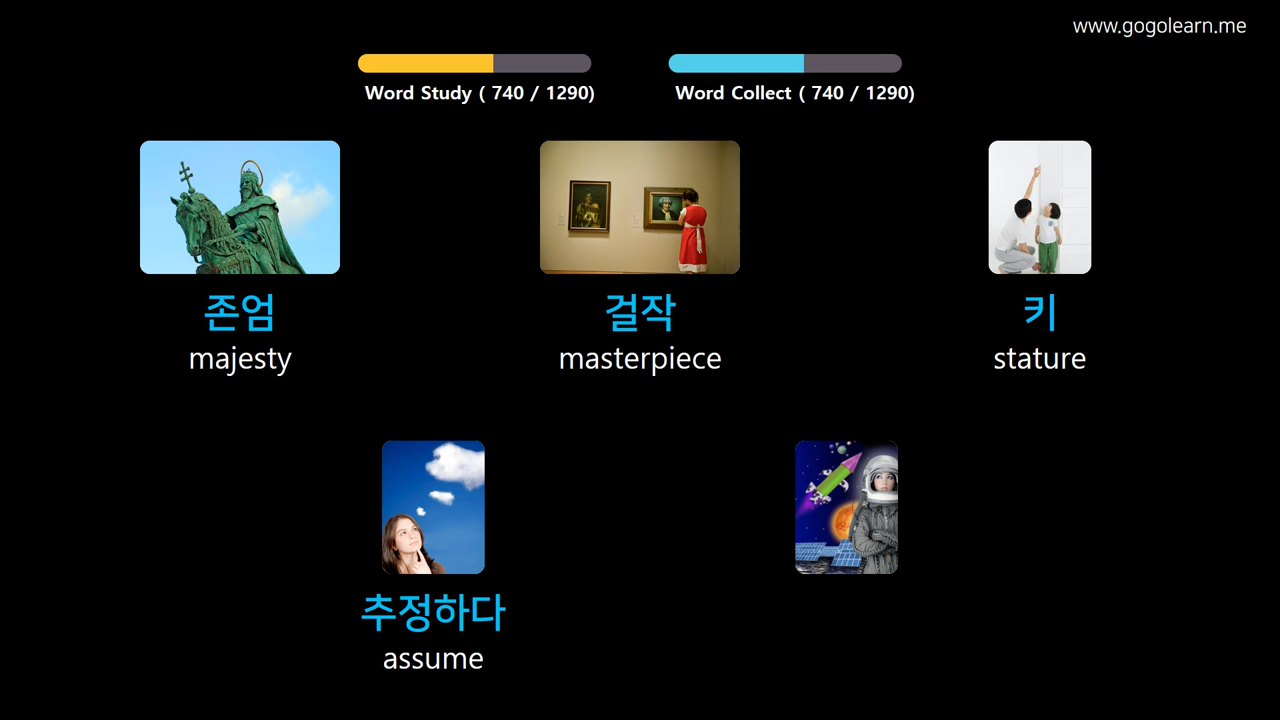 www.gogolearn.me
Word Study ( 740 / 1290)
Word Collect ( 740 / 1290)
존엄
majesty
걸작
masterpiece
키
stature
추정하다
assume